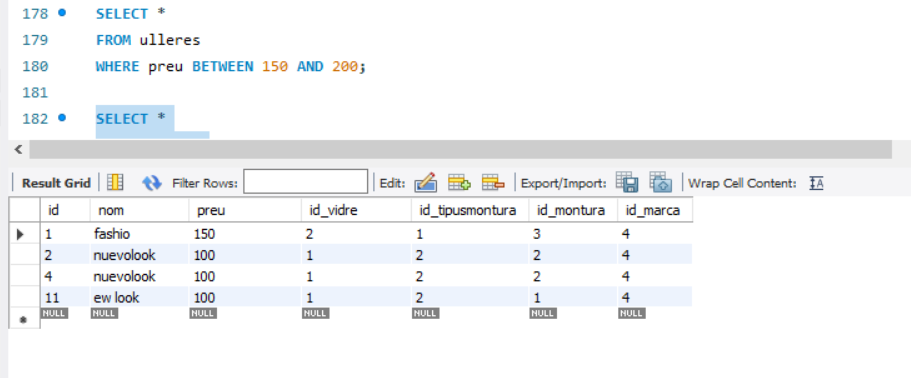 178 SELECT *
179 FROM ulleres
180 WHERE preu BETWEEN 150 AND 200;
181
182 SELECT *
Result Grid Filter Rows: Edit: Export/Import: Wrap Cell Content:
id nom preu id_vidre id_tipusmontura id_montura id_marca
1 fashio 150 2 1 3 4
2 nuevolook 100 1 2 2 4
4 nuevolook 100 1 2 2 4
11 ew look 100 1 2 1 4
NULL NULL NULL NULL NULL NULL NULL